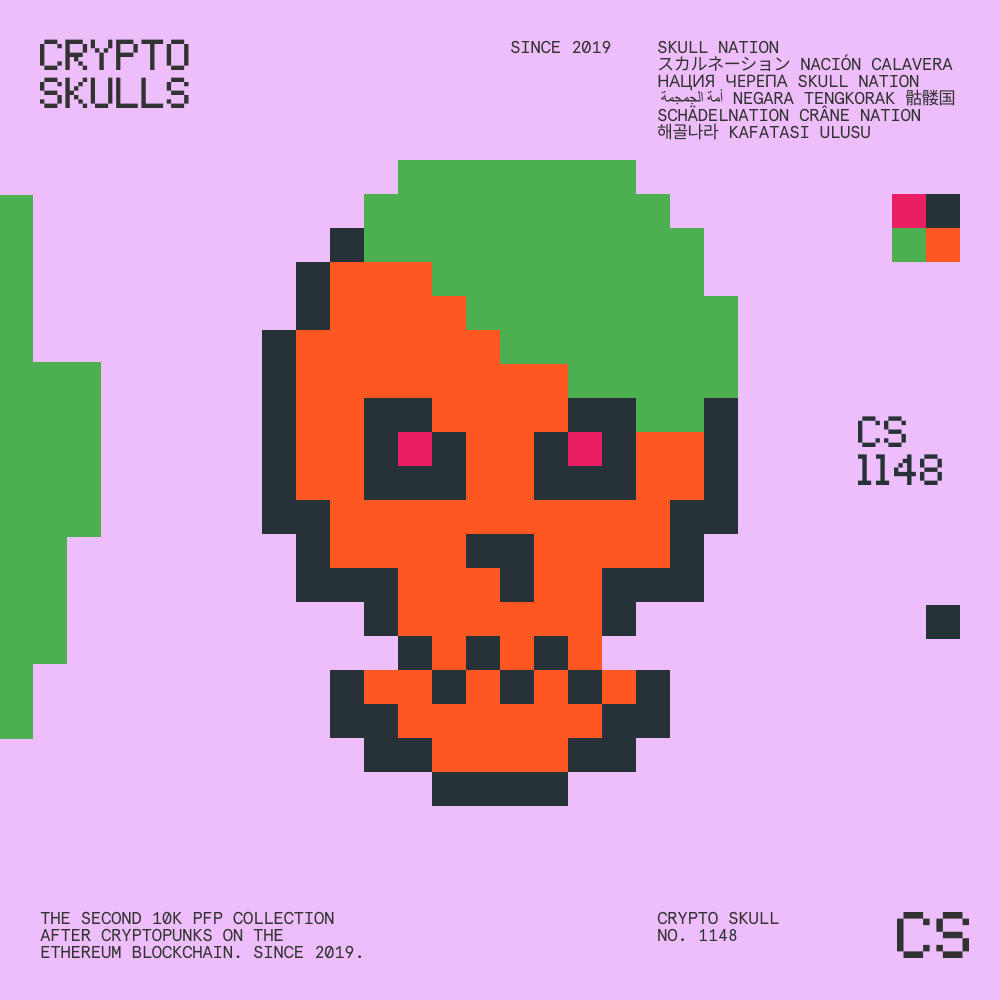 CRYPTO
SKULLS
SINCE 2019
SKULL NATION
スカルネーション NACIÓN CALAVERA
НАЦИЯ ЧЕРЕПА SKULL NATION
أمة الجمجمة NEGARA TENGKORAK 骷髅国
SCHÄDELNATION CRÂNE NATION
해골나라 KAFATASI ULUSU
CS
1148
THE SECOND 10K PFP COLLECTION
AFTER CRYPTOPUNKS ON THE
ETHEREUM BLOCKCHAIN. SINCE 2019.
CRYPTO SKULL
NO. 1148
CS